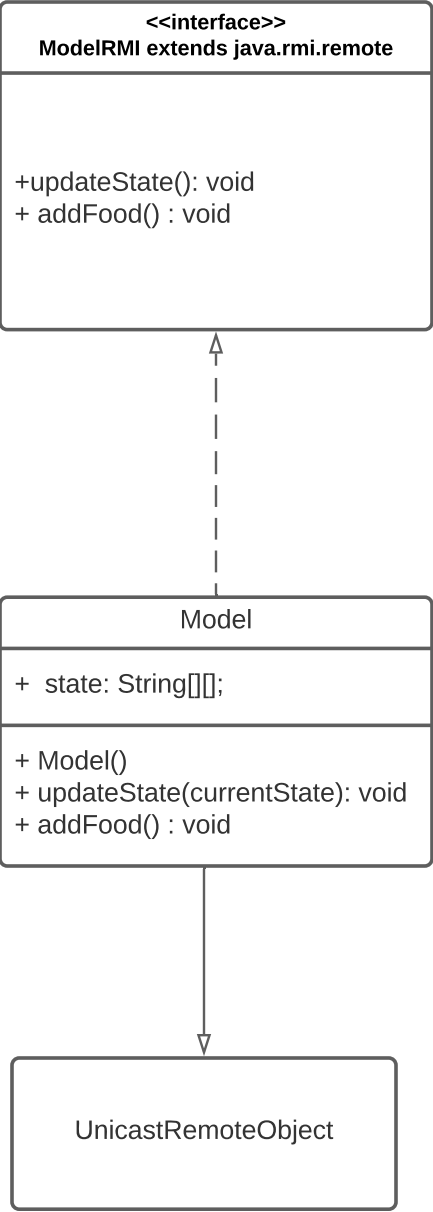 <<interface>>
ModelRMI extends java.rmi.remote
+updateState(): void
+ addFood() : void
Model
+  state: String[][];
+ Model()
+ updateState(currentState): void
+ addFood() : void
UnicastRemoteObject